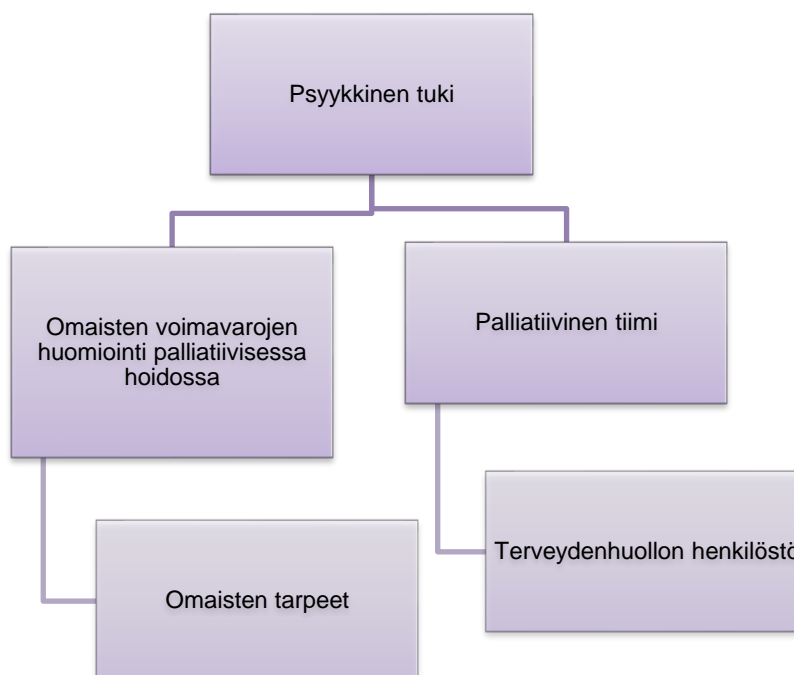 Psyykkinen tuki
Omaisten voimavarojen
huomiointi palliatiivisessa
hoidossa
Palliatiivinen tiimi
Omaisten tarpeet
Terveydenhuollon henkilöstö